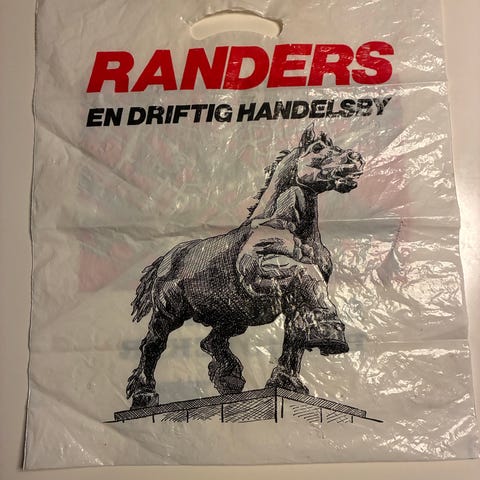 RANDERS
EN DRIFTIG HANDELSBY